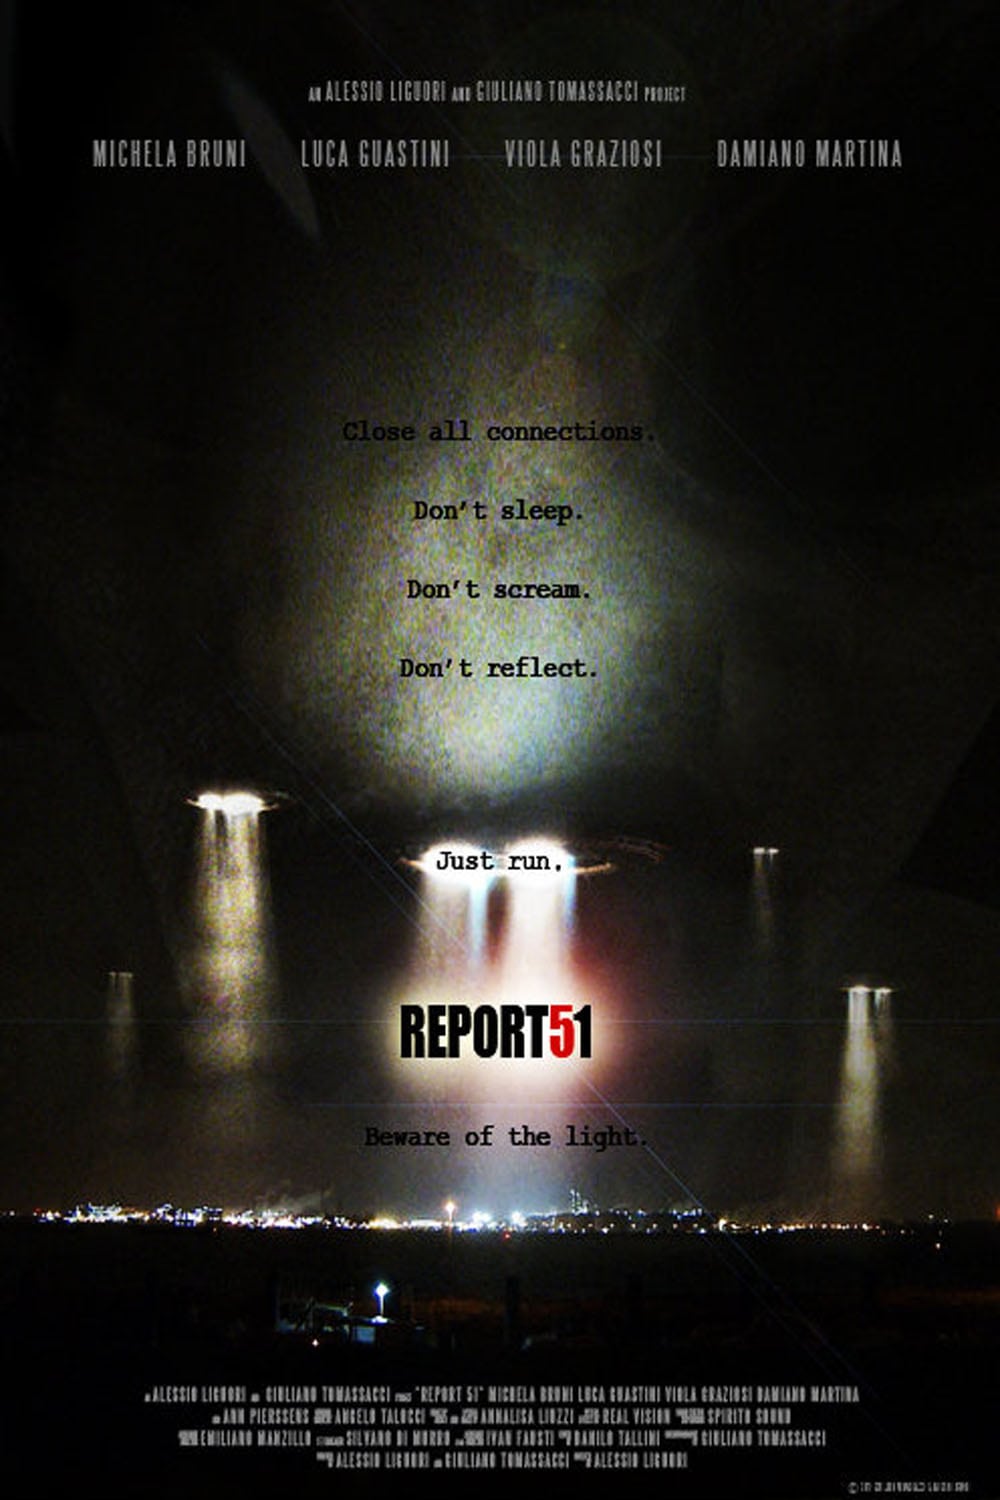 AN ALESSIO LIGUORI AND GIULIANO TOMASSACCI PROJECT
MICHELA BRUNI LUCA GUASTINI VIOLA GRAZIOSI DAMIANO MARTINA
Close all connections.
Don't sleep.
Don't scream.
Don't reflect.
Just run.
REPORT51
Beware of the light.
ALESSIO LIGUORI GIULIANO TOMASSACCI "REPORT 51" MICHELA BRUNI LUCA GUASTINI VIOLA GRAZIOSI DAMIANO MARTINA
ANN PIERSSENS ANGELO TALOCCI ANNALISA LIUZZI REAL VISION SPIRITO SOUND
EMILIANO MANZILLO SILVANO DI MURRO IVAN FAUSTI DANILO TALLINI GIULIANO TOMASSACCI
ALESSIO LIGUORI GIULIANO TOMASSACCI ALESSIO LIGUORI